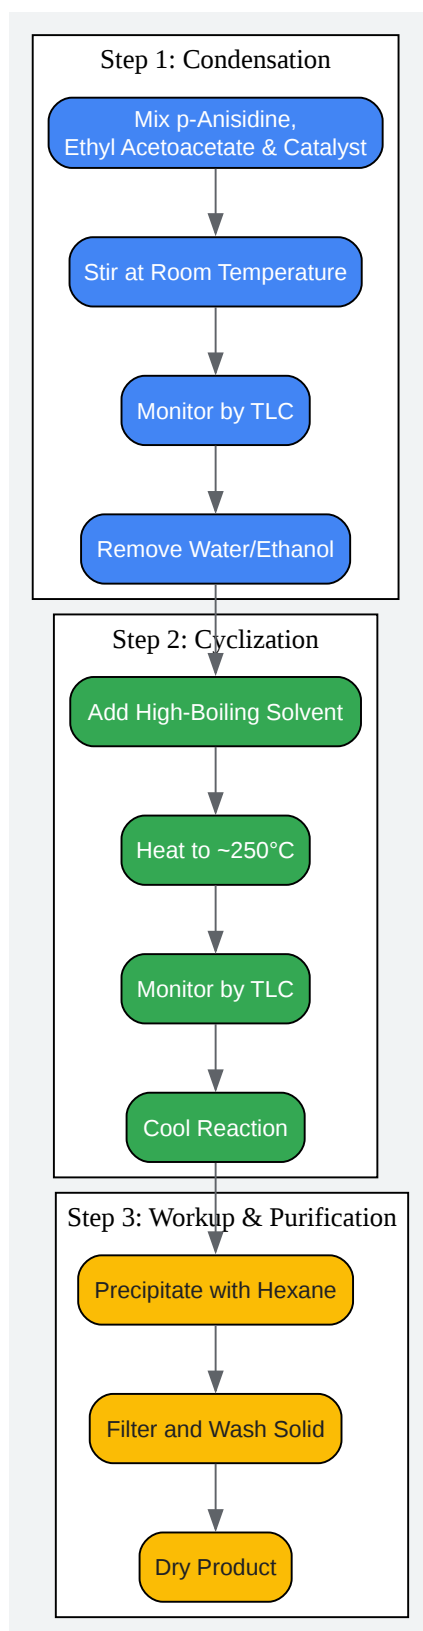 Step 1: Condensation
Mix p-Anisidine,
Ethyl Acetoacetate & Catalyst
Stir at Room Temperature
Monitor by TLC
Remove Water/Ethanol
Step 2: Cyclization
Add High-Boiling Solvent
Heat to ~250°C
Monitor by TLC
Cool Reaction
Step 3: Workup & Purification
Precipitate with Hexane
Filter and Wash Solid
Dry Product